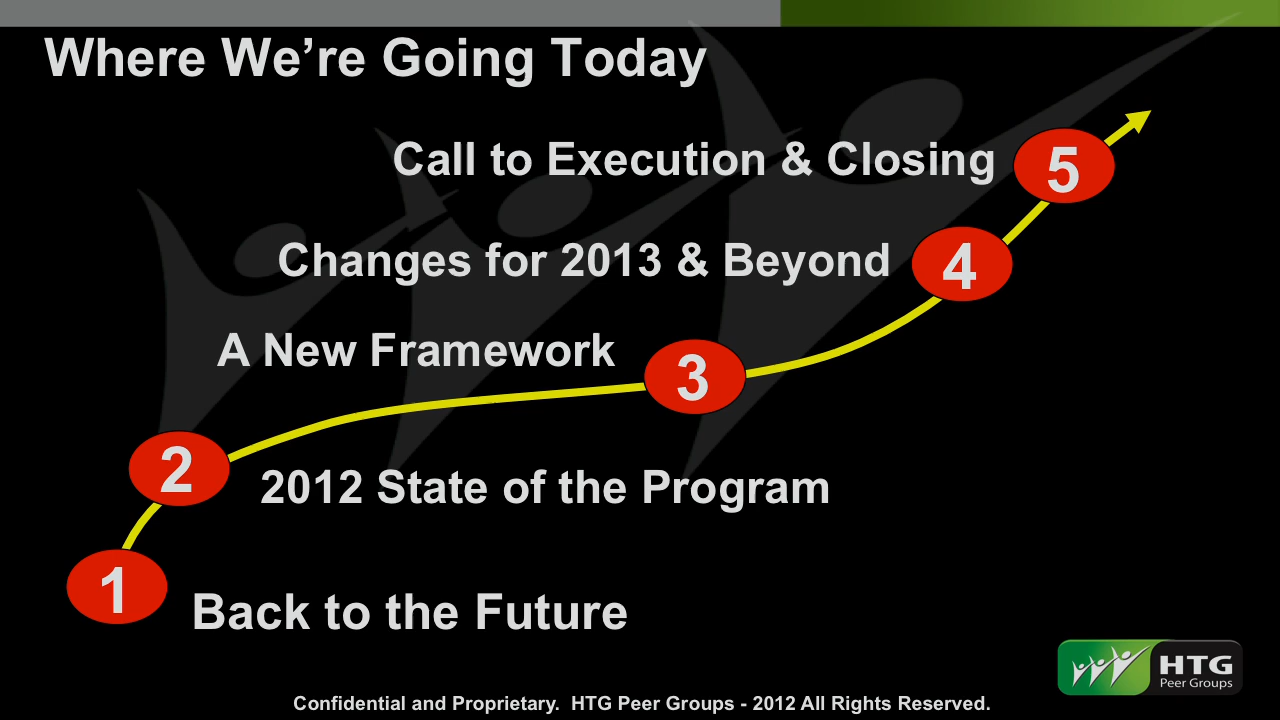 Where We’re Going Today
Call to Execution & Closing
5
Changes for 2013 & Beyond
4
A New Framework
3
2
2012 State of the Program
1
Back to the Future
HTG
Peer Groups
Confidential and Proprietary.  HTG Peer Groups - 2012 All Rights Reserved.